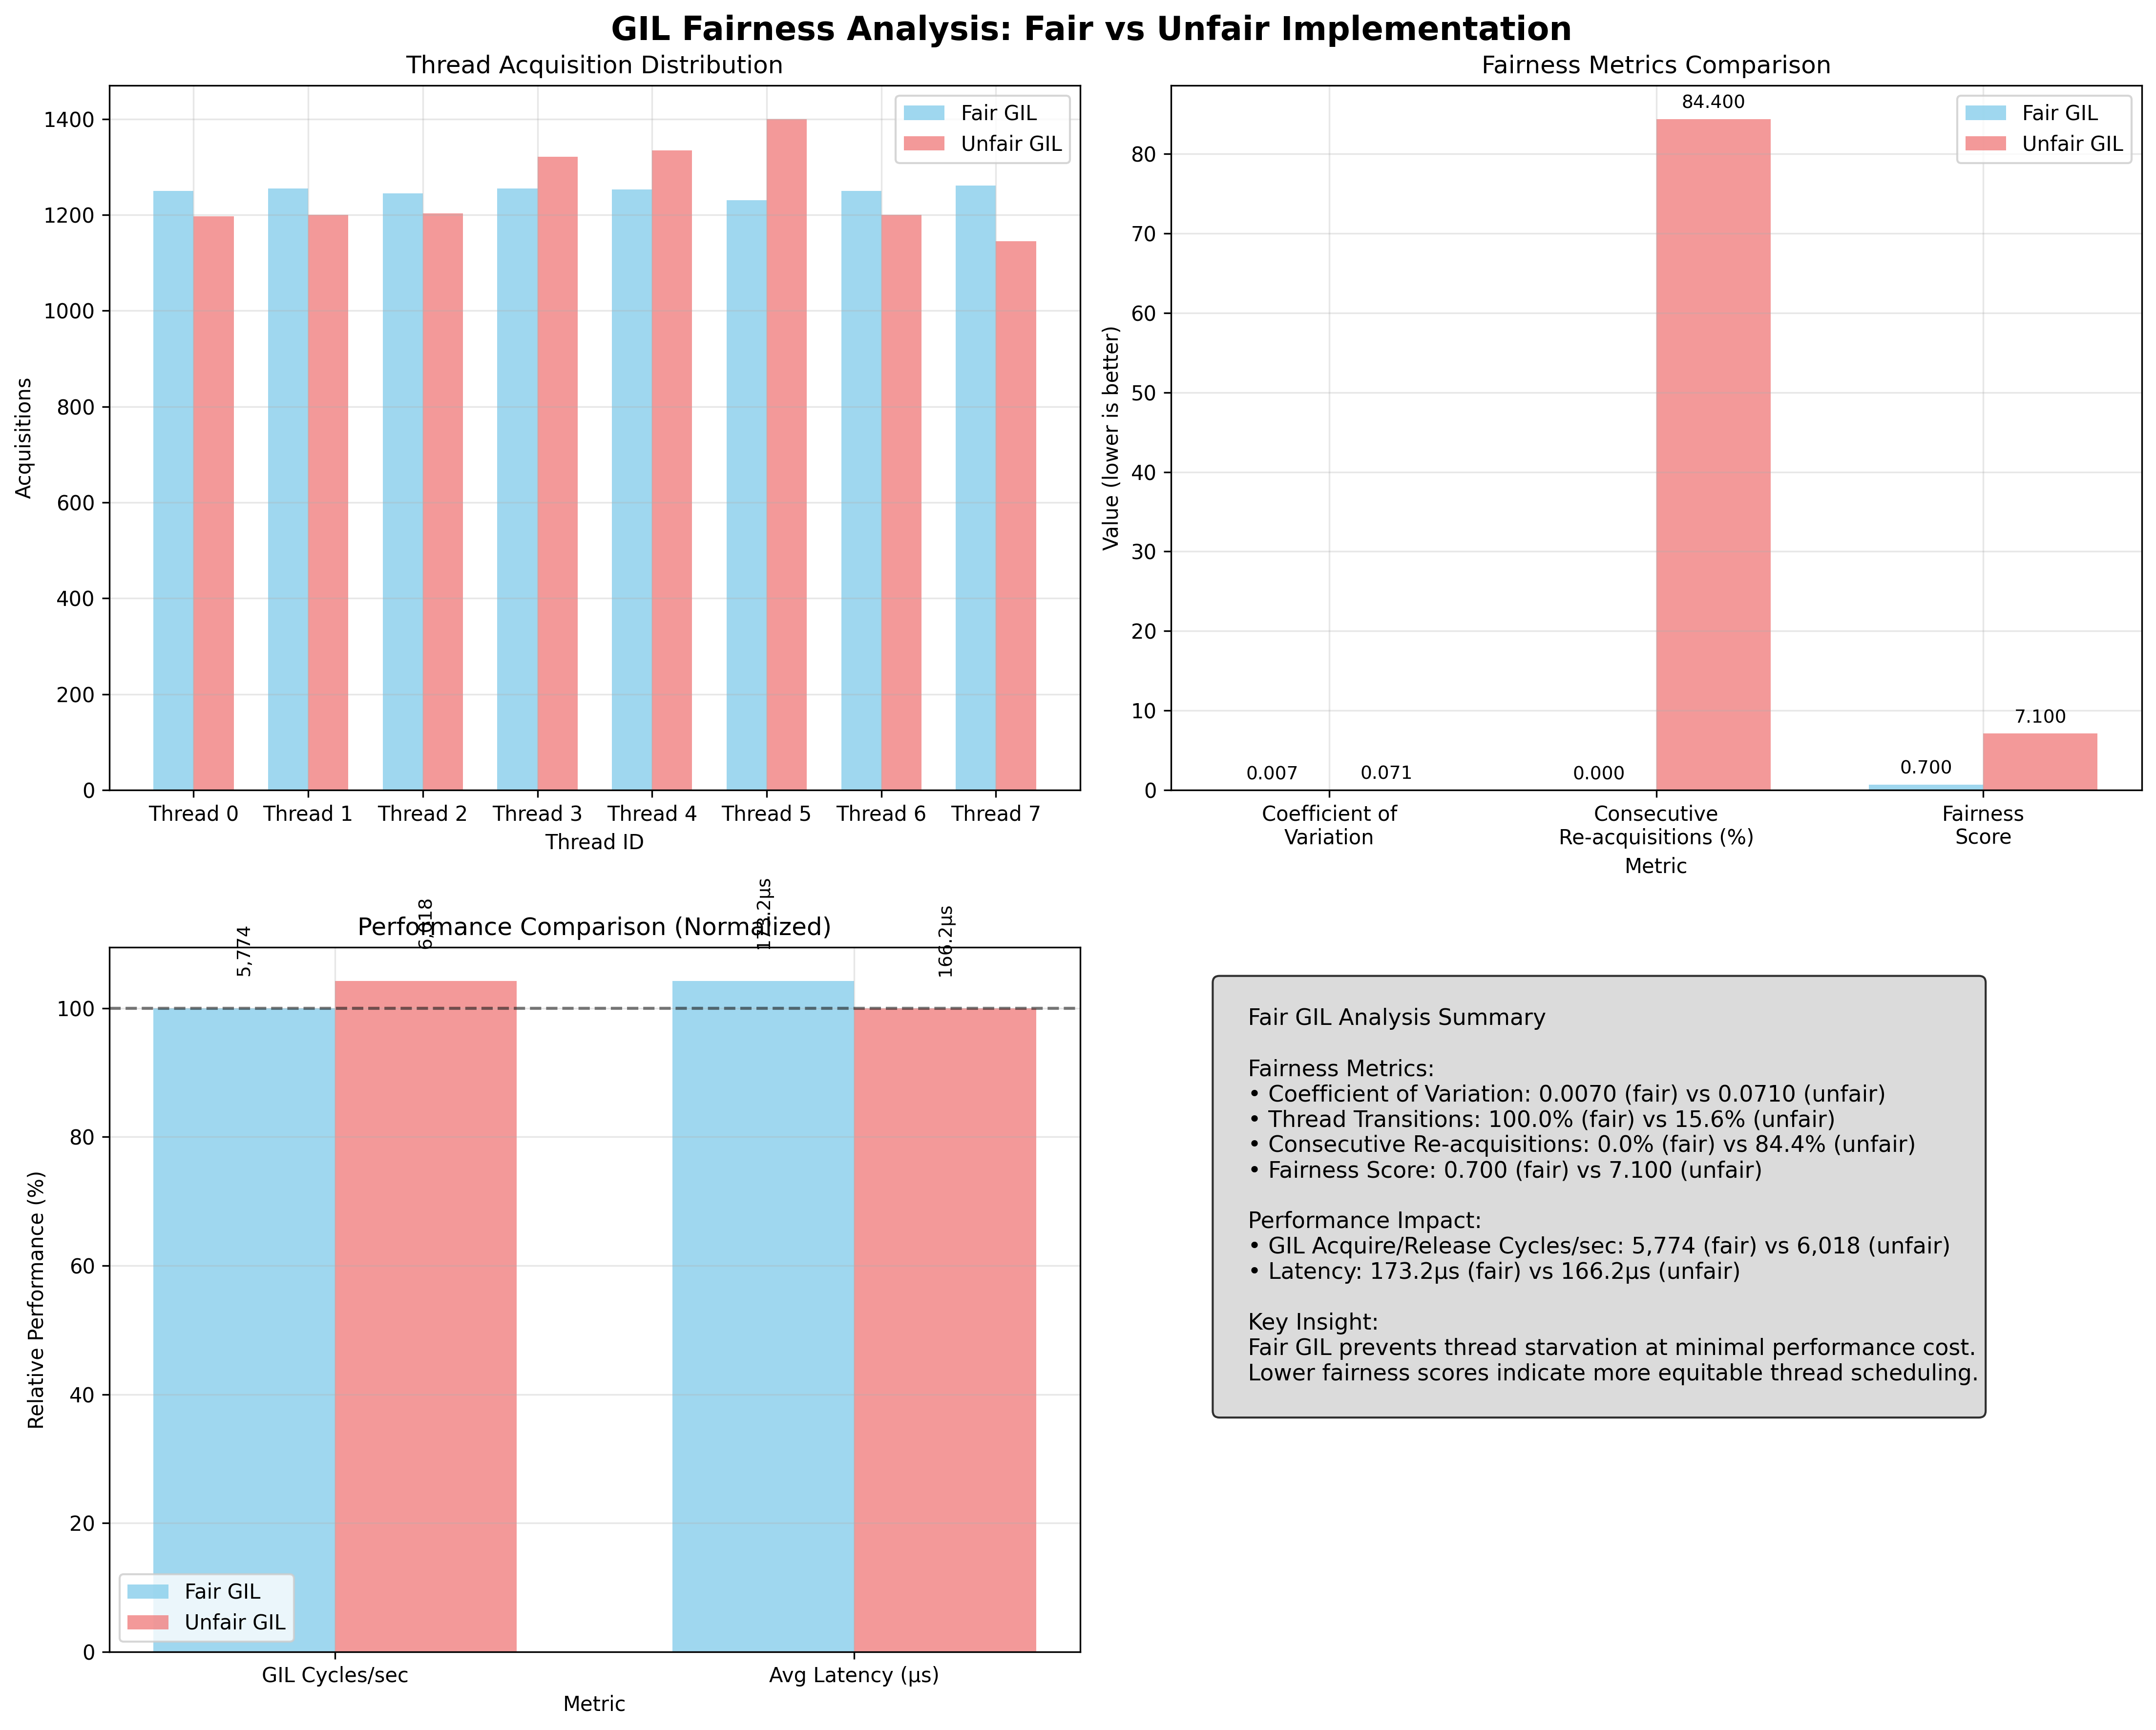 GIL Fairness Analysis: Fair vs Unfair Implementation
Thread Acquisition Distribution
Fair GIL
Unfair GIL
1400
1200
1000
800
600
400
200
0
Acquisitions
Thread 0 Thread 1 Thread 2 Thread 3 Thread 4 Thread 5 Thread 6 Thread 7
Thread ID
Fairness Metrics Comparison
Fair GIL
Unfair GIL
80
70
60
50
40
30
20
10
0
Value (lower is better)
0.007
0.071
0.000
84.400
0.700
7.100
Coefficient of
Variation
Consecutive
Re-acquisitions (%)
Fairness
Score
Metric
Performance Comparison (Normalized)
5,774
6,018
173.2µs
166.2µs
100
80
60
40
20
0
Relative Performance (%)
Fair GIL
Unfair GIL
GIL Cycles/sec
Avg Latency (µs)
Metric
Fair GIL Analysis Summary
Fairness Metrics:
• Coefficient of Variation: 0.0070 (fair) vs 0.0710 (unfair)
• Thread Transitions: 100.0% (fair) vs 15.6% (unfair)
• Consecutive Re-acquisitions: 0.0% (fair) vs 84.4% (unfair)
• Fairness Score: 0.700 (fair) vs 7.100 (unfair)
Performance Impact:
• GIL Acquire/Release Cycles/sec: 5,774 (fair) vs 6,018 (unfair)
• Latency: 173.2µs (fair) vs 166.2µs (unfair)
Key Insight:
Fair GIL prevents thread starvation at minimal performance cost.
Lower fairness scores indicate more equitable thread scheduling.